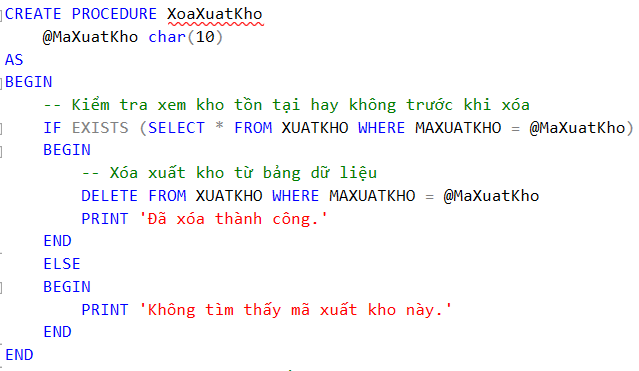 CREATE PROCEDURE XoaXuatKho
@MaXuatKho char(10)
AS
BEGIN
-- Kiểm tra xem kho tồn tại hay không trước khi xóa
IF EXISTS (SELECT * FROM XUATKHO WHERE MAXUATKHO = @MaXuatKho)
BEGIN
-- Xóa xuất kho từ bảng dữ liệu
DELETE FROM XUATKHO WHERE MAXUATKHO = @MaXuatKho
PRINT 'Đã xóa thành công.'
END
ELSE
BEGIN
PRINT 'Không tìm thấy mã xuất kho này.'
END
END